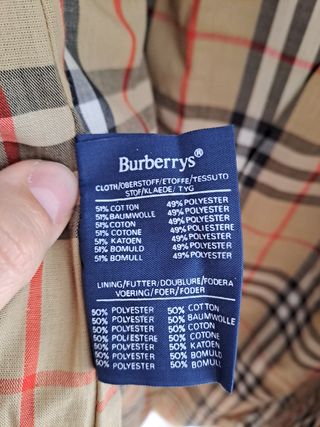 Burberrys®
CLOTH/OBERSTOFF/ETOFFE/TESSUTO
STOF/KLAEDE/TYG
51% COTTON 49% POLYESTER
51% BAUMWOLLE 49% POLYESTER
51% COTON 49% POLYESTER
51% COTONE 49% POLIESTERE
51% KATOEN 49% POLYESTER
51% BOMULD 49% POLYESTER
51% BOMULL 49% POLYESTER
LINING/FUTTER/DOUBLURE/FODERA
VOERING/FOER/FODER
50% POLYESTER 50% COTTON
50% POLYESTER 50% BAUMWOLLE
50% POLYESTER 50% COTON
50% POLIESTERE 50% COTONE
50% POLYESTER 50% KATOEN
50% POLYESTER 50% BOMULD
50% POLYESTER 50% BOMULL